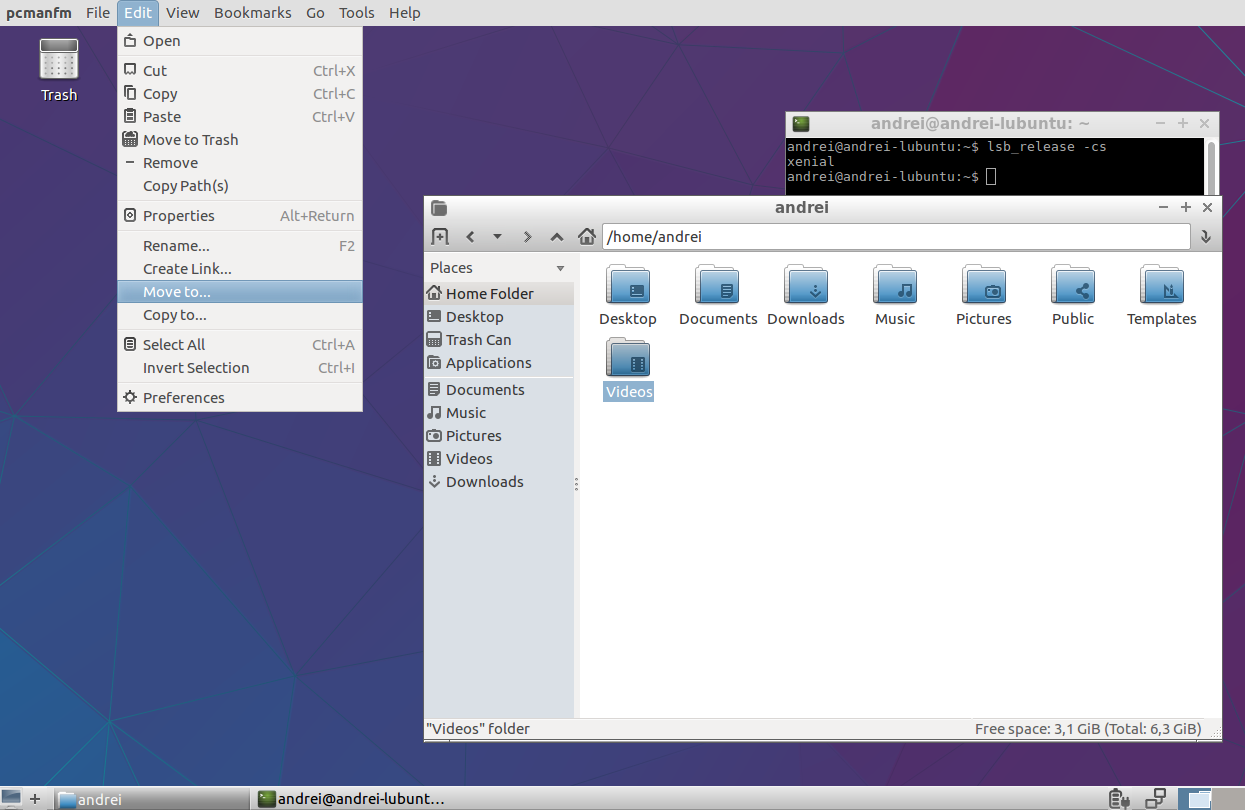 pcmanfm File Edit View Bookmarks Go Tools Help
Open
Cut Ctrl+X
Copy Ctrl+C
Paste Ctrl+V
Move to Trash
Remove
Copy Path(s)
Properties Alt+Return
Rename... F2
Create Link...
Move to...
Copy to...
Select All Ctrl+A
Invert Selection Ctrl+I
Preferences
Trash
andrei@andrei-lubuntu: ~
andrei@andrei-lubuntu:~$ lsb_release -cs
xenial
andrei@andrei-lubuntu:~$
andrei
/home/andrei
Places
Home Folder
Desktop
Trash Can
Applications
Documents
Music
Pictures
Videos
Downloads
Desktop Documents Downloads Music Pictures Public Templates
Videos
"Videos" folder Free space: 3,1 GiB (Total: 6,3 GiB)
andrei andrei@andrei-lubunt...